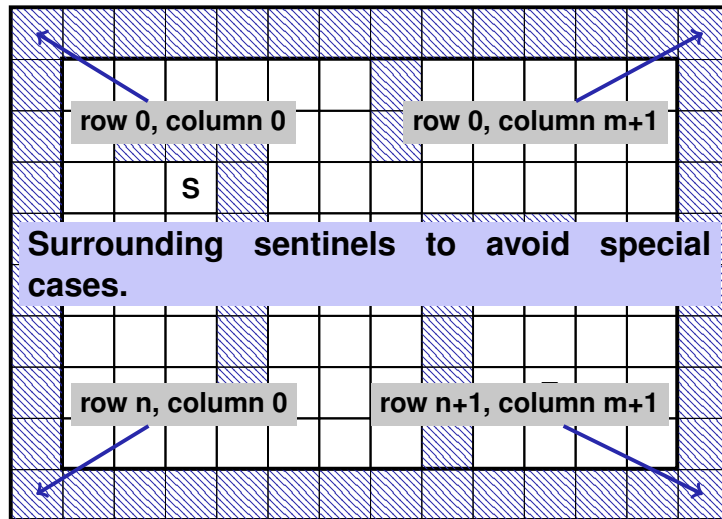 row 0, column 0
row 0, column m+1
S
Surrounding sentinels to avoid special
cases.
row n, column 0
row n+1, column m+1